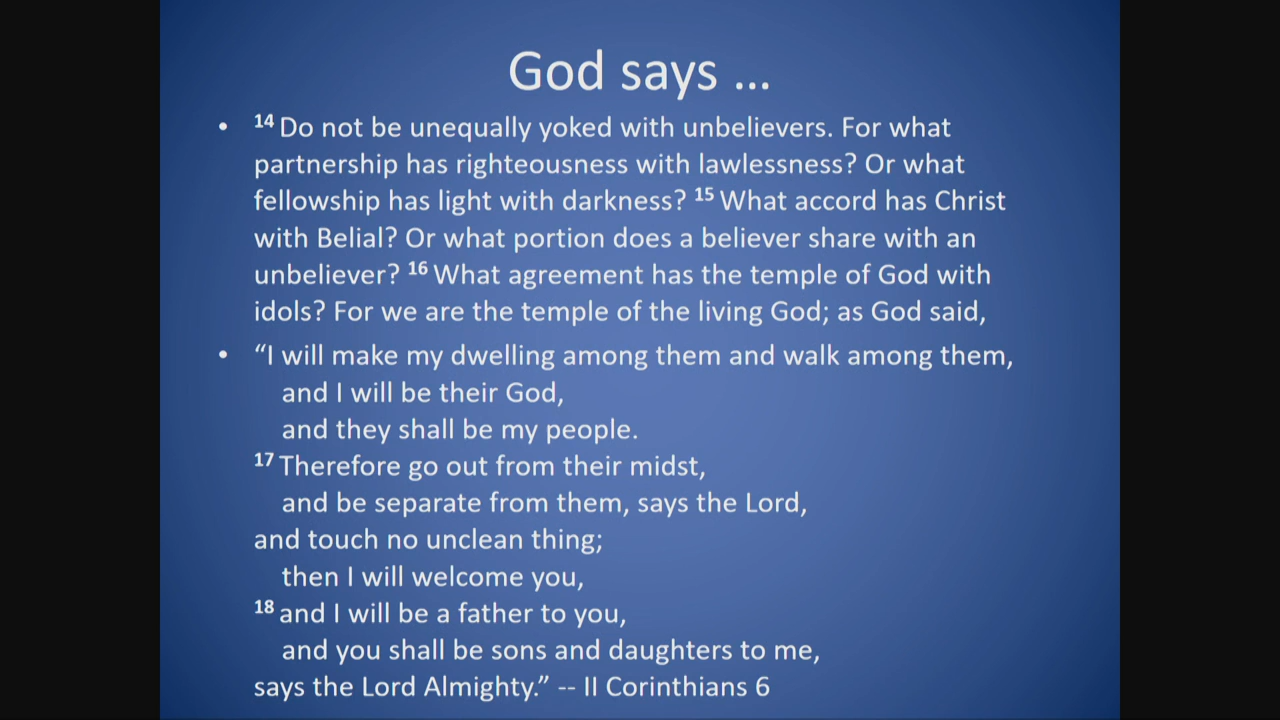 God says ...
• 14 Do not be unequally yoked with unbelievers. For what
partnership has righteousness with lawlessness? Or what
fellowship has light with darkness? 15 What accord has Christ
with Belial? Or what portion does a believer share with an
unbeliever? 16 What agreement has the temple of God with
idols? For we are the temple of the living God; as God said,
• “I will make my dwelling among them and walk among them,
and I will be their God,
and they shall be my people.
17 Therefore go out from their midst,
and be separate from them, says the Lord,
and touch no unclean thing;
then I will welcome you,
18 and I will be a father to you,
and you shall be sons and daughters to me,
says the Lord Almighty.” -- II Corinthians 6